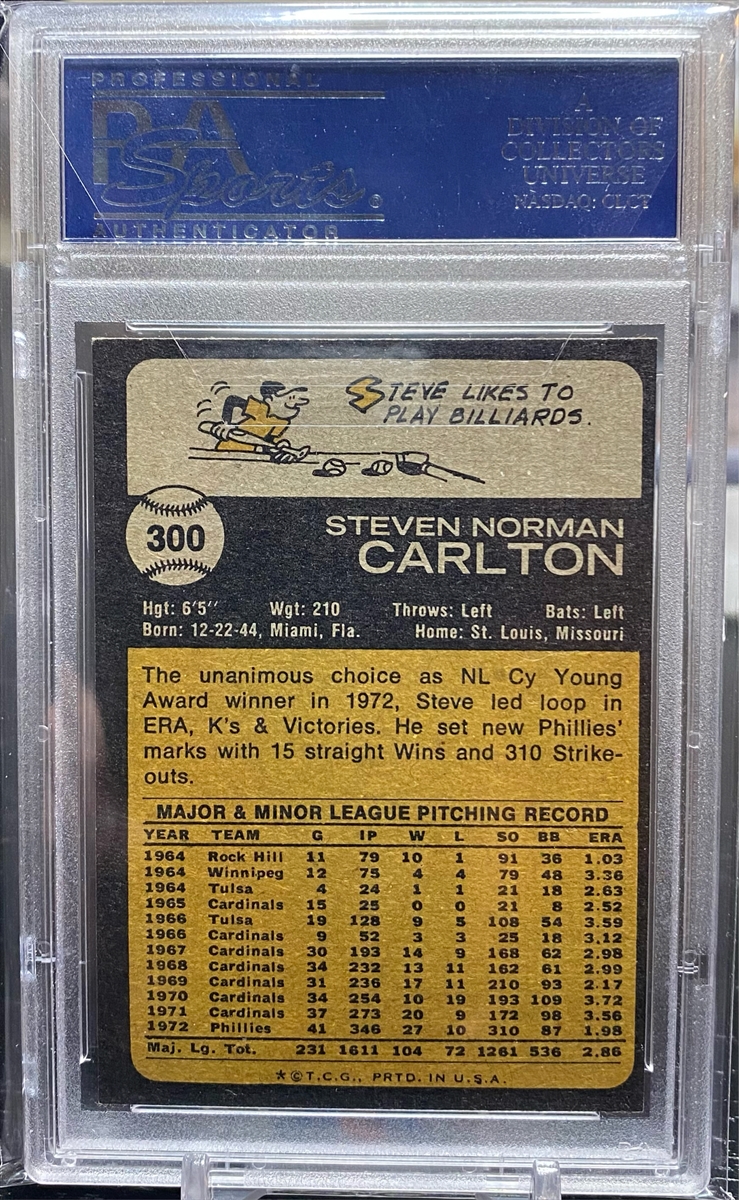 PROFESSIONAL
PSA
Sports
AUTHENTICATOR
A
DIVISION OF
COLLECTORS
UNIVERSE
NASDAQ: CLCT
STEVE LIKES TO
PLAY BILLIARDS.
300
STEVEN NORMAN
CARLTON
Hgt: 6'5" Wgt: 210 Throws: Left Bats: Left
Born: 12-22-44, Miami, Fla. Home: St. Louis, Missouri
The unanimous choice as NL Cy Young
Award winner in 1972, Steve led loop in
ERA, K's & Victories. He set new Phillies'
marks with 15 straight Wins and 310 Strike-
outs.
MAJOR & MINOR LEAGUE PITCHING RECORD
YEAR TEAM G IP W L SO BB ERA
1964 Rock Hill 11 79 10 1 91 36 1.03
1964 Winnipeg 12 75 4 4 79 48 3.36
1964 Tulsa 4 24 1 1 21 18 2.63
1965 Cardinals 15 25 0 0 21 8 2.52
1966 Tulsa 19 128 9 5 108 54 3.59
1966 Cardinals 9 52 3 3 25 18 3.12
1967 Cardinals 30 193 14 9 168 62 2.98
1968 Cardinals 34 232 13 11 162 61 2.99
1969 Cardinals 31 236 17 11 210 93 2.17
1970 Cardinals 34 254 10 19 193 109 3.72
1971 Cardinals 37 273 20 9 172 98 3.56
1972 Phillies 41 346 27 10 310 87 1.98
Maj. Lg. Tot. 231 1611 104 72 1261 536 2.86
*©T.C.G., PRTD. IN U.S.A.